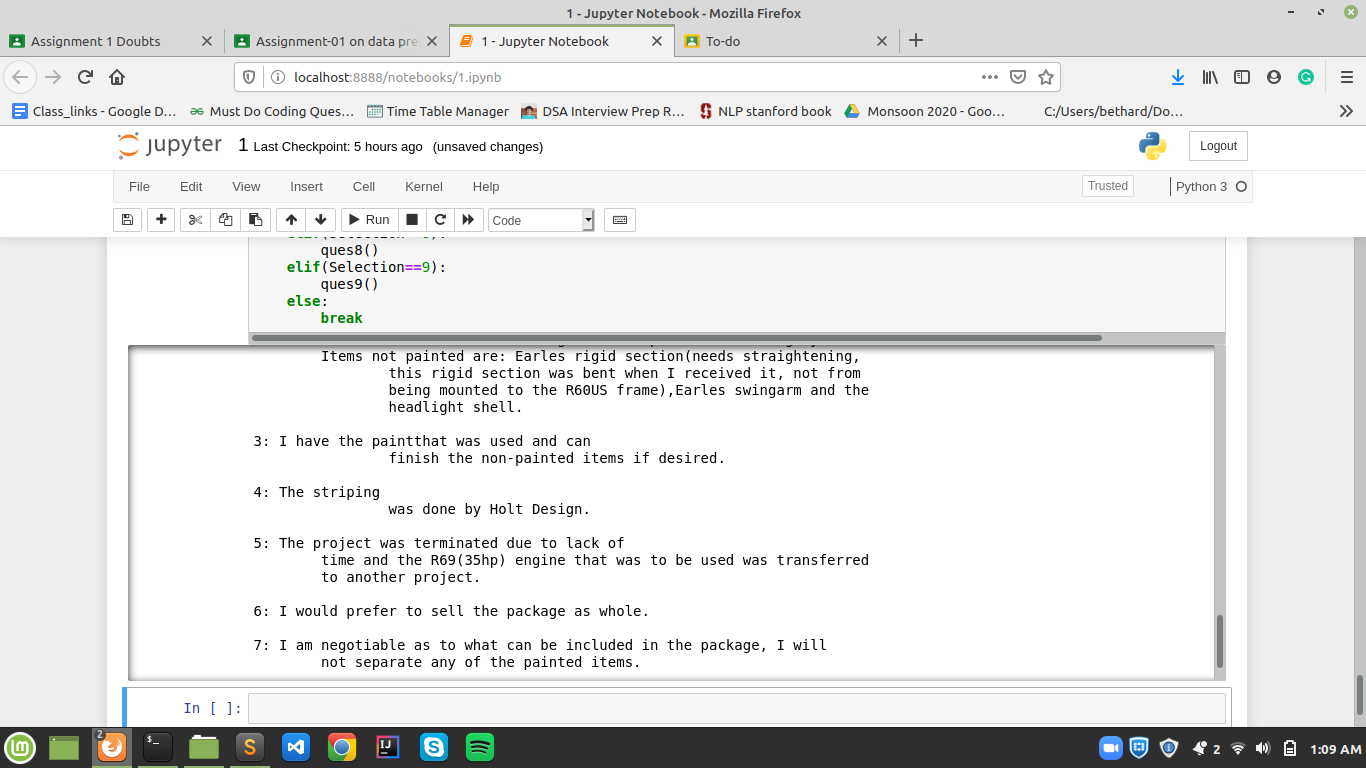 1 - Jupyter Notebook - Mozilla Firefox
Assignment 1 Doubts
Assignment-01 on data pre
1 - Jupyter Notebook
To-do
localhost:8888/notebooks/1.ipynb
Class_links - Google D...
Must Do Coding Ques...
Time Table Manager
DSA Interview Prep R...
NLP stanford book
Monsoon 2020 - Goo...
C:/Users/bethard/Do...
jupyter 1 Last Checkpoint: 5 hours ago (unsaved changes)
Logout
File Edit View Insert Cell Kernel Help
Trusted
Python 3
Run
Code
ques8()
elif(Selection==9):
ques9()
else:
break
Items not painted are: Earles rigid section(needs straightening,
this rigid section was bent when I received it, not from
being mounted to the R60US frame),Earles swingarm and the
headlight shell.
3: I have the paintthat was used and can
finish the non-painted items if desired.
4: The striping
was done by Holt Design.
5: The project was terminated due to lack of
time and the R69(35hp) engine that was to be used was transferred
to another project.
6: I would prefer to sell the package as whole.
7: I am negotiable as to what can be included in the package, I will
not separate any of the painted items.
In [ ]:
2
2
1:09 AM